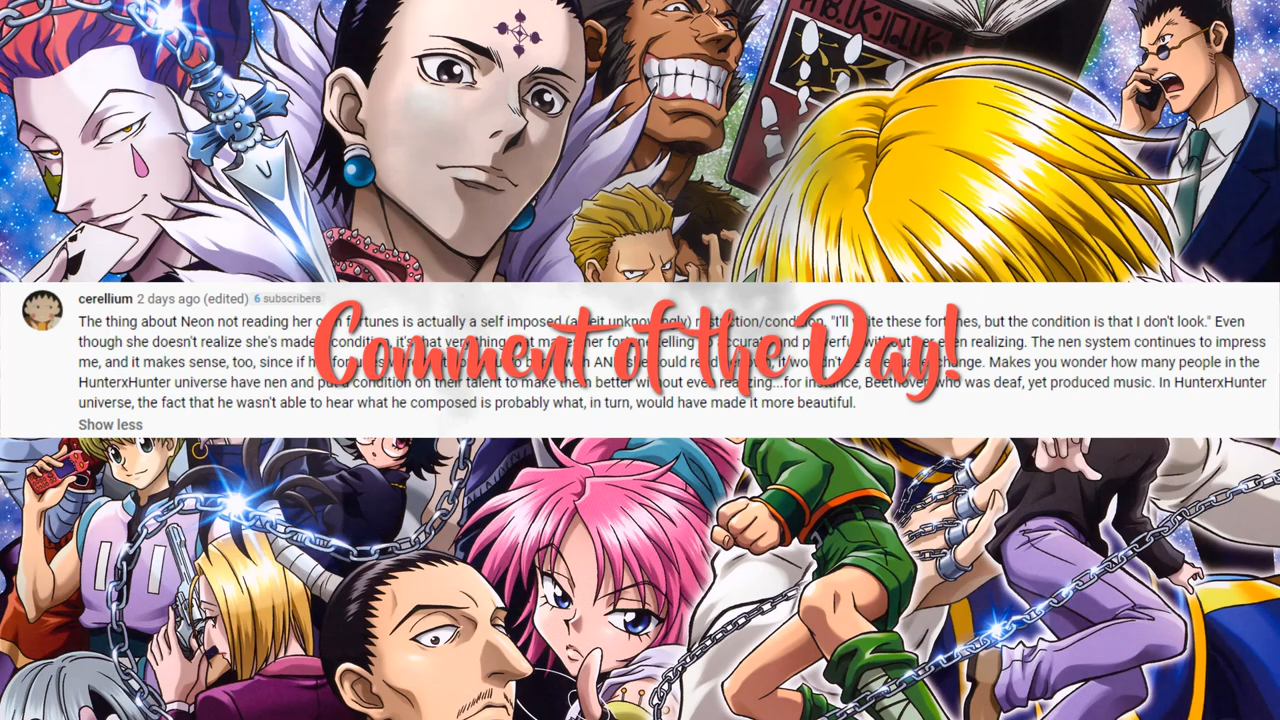 cerellium 2 days ago (edited) 6 subscribers
The thing about Neon not reading her own fortunes is actually a self imposed (albeit unknowingly) restriction/condition. "I'll write these fortunes, but the condition is that I don't look." Even
though she doesn't realize she's made a condition, it's that very thing that makes her fortune telling so accurate and powerful without her even realizing. The nen system continues to impress
me, and it makes sense, too, since if she could Makes you wonder how many people in the
HunterxHunter universe have nen and put a condition on their talent to make them better without even realizing...for instance, Beethoven, who was deaf, yet produced music. In HunterxHunter
universe, the fact that he wasn't able to hear what he composed is probably what, in turn, would have made it more beautiful.
Show less
Comment of the Day!